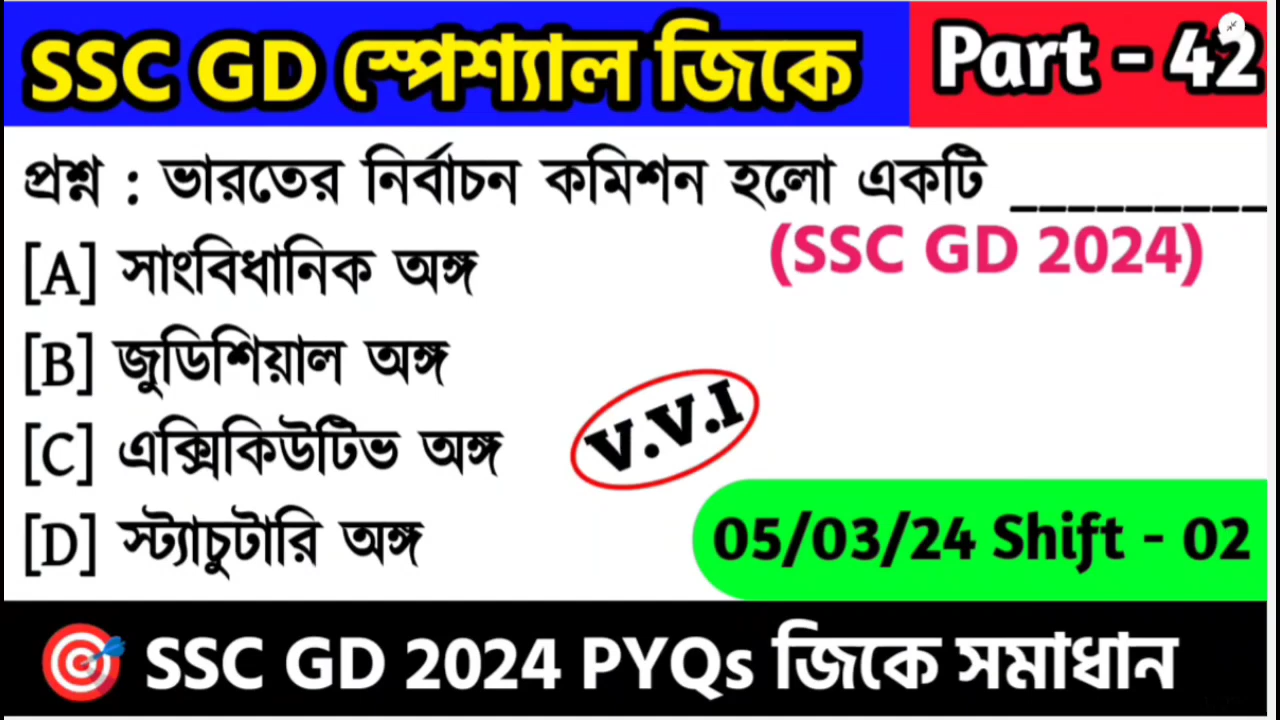 SSC GD স্পেশ্যাল জিকে
Part - 42
প্রশ্ন : ভারতের নির্বাচন কমিশন হলো একটি _________
(SSC GD 2024)
[A] সাংবিধানিক অঙ্গ
[B] জুডিশিয়াল অঙ্গ
[C] এক্সিকিউটিভ অঙ্গ
V.V.I
[D] স্ট্যাচুটারি অঙ্গ
05/03/24 Shift - 02
SSC GD 2024 PYQs জিকে সমাধান